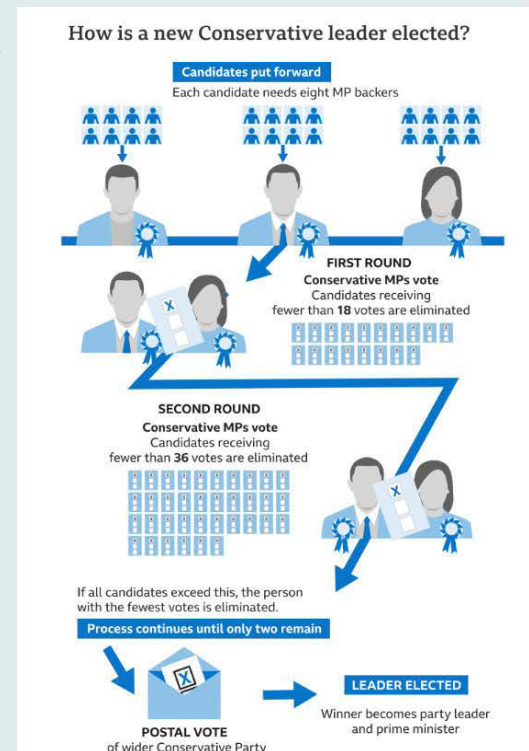 How is a new Conservative leader elected?
Candidates put forward
Each candidate needs eight MP backers
FIRST ROUND
Conservative MPs vote
Candidates receiving
fewer than 18 votes are eliminated
SECOND ROUND
Conservative MPs vote
Candidates receiving
fewer than 36 votes are eliminated
If all candidates exceed this, the person
with the fewest votes is eliminated.
Process continues until only two remain
POSTAL VOTE
of wider Conservative Party
LEADER ELECTED
Winner becomes party leader
and prime minister